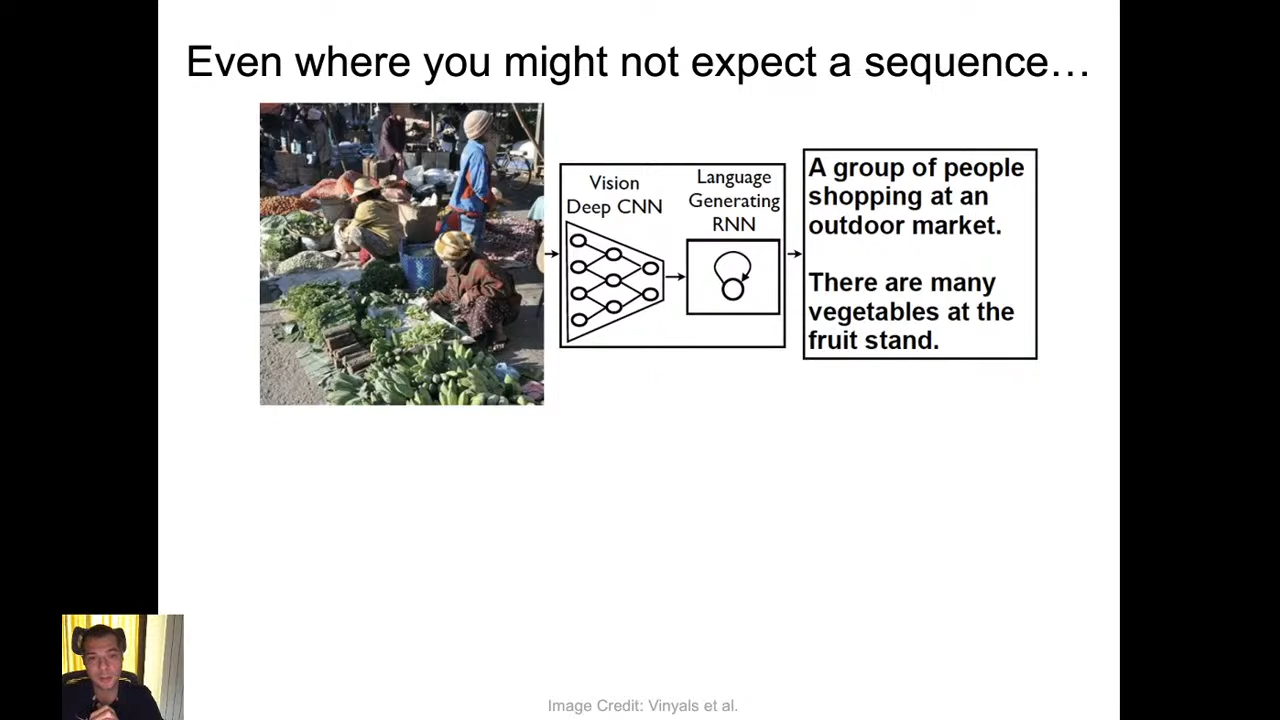 Even where you might not expect a sequence…
Vision
Deep CNN
Language
Generating
RNN
A group of people
shopping at an
outdoor market.
There are many
vegetables at the
fruit stand.
Image Credit: Vinyals et al.